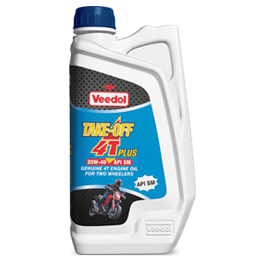 Veedol
TAKE-OFF
4T PLUS
20W-40 API SM
GENUINE 4T ENGINE OIL
FOR TWO WHEELERS
API SM
Veedol